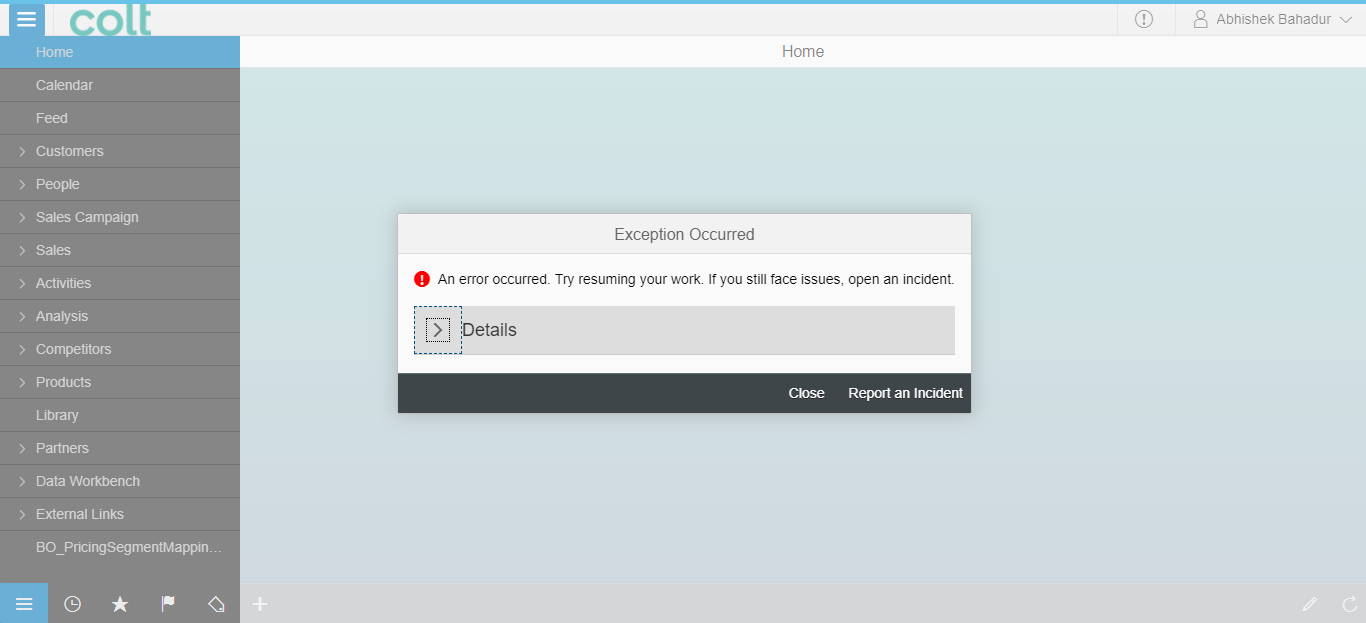 colt
Abhishek Bahadur
Home
Home
Calendar
Feed
Customers
People
Sales Campaign
Sales
Activities
Analysis
Competitors
Products
Library
Partners
Data Workbench
External Links
BO_PricingSegmentMappin...
Exception Occurred
An error occurred. Try resuming your work. If you still face issues, open an incident.
Details
Close Report an Incident